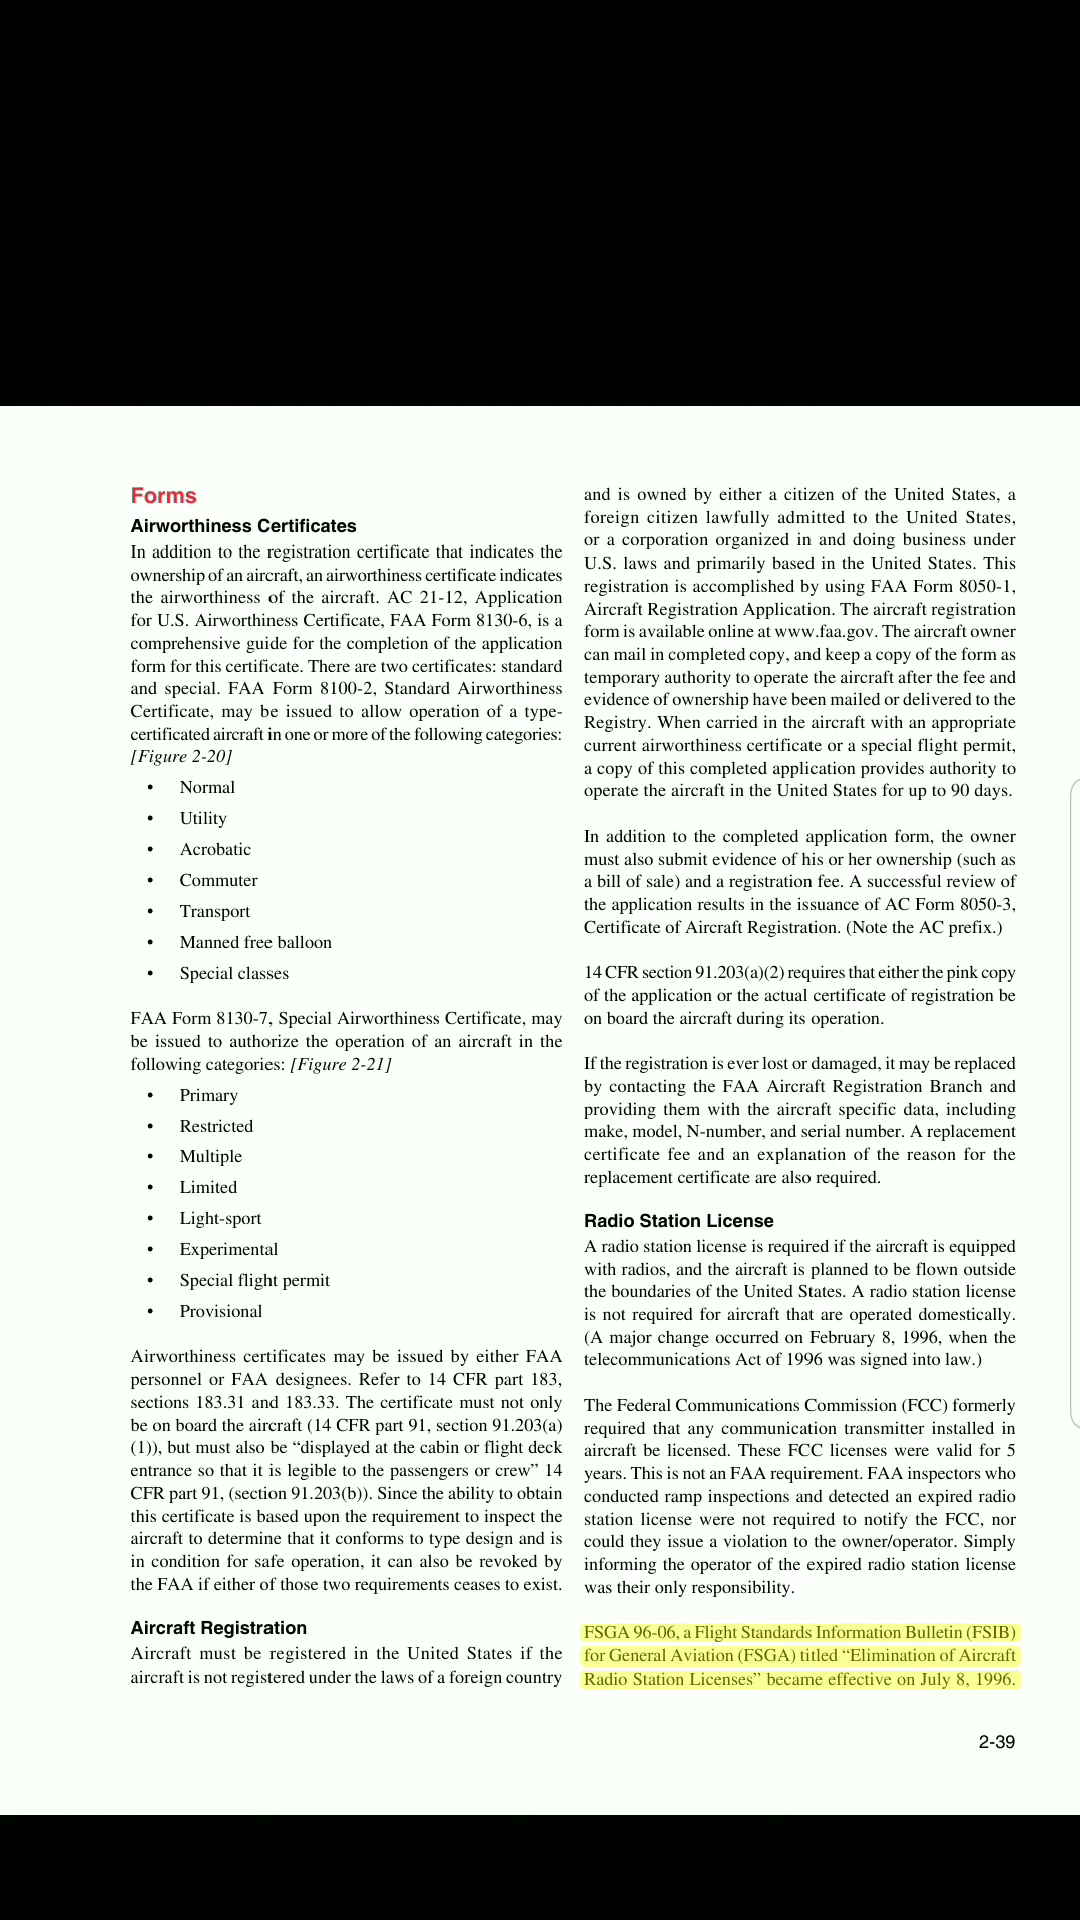 Forms
Airworthiness Certificates
In addition to the registration certificate that indicates the
ownership of an aircraft, an airworthiness certificate indicates
the airworthiness of the aircraft. AC 21-12, Application
for U.S. Airworthiness Certificate, FAA Form 8130-6, is a
comprehensive guide for the completion of the application
form for this certificate. There are two certificates: standard
and special. FAA Form 8100-2, Standard Airworthiness
Certificate, may be issued to allow operation of a type-
certificated aircraft in one or more of the following categories:
[Figure 2-20]
• Normal
• Utility
• Acrobatic
• Commuter
• Transport
• Manned free balloon
• Special classes
FAA Form 8130-7, Special Airworthiness Certificate, may
be issued to authorize the operation of an aircraft in the
following categories: [Figure 2-21]
• Primary
• Restricted
• Multiple
• Limited
• Light-sport
• Experimental
• Special flight permit
• Provisional
Airworthiness certificates may be issued by either FAA
personnel or FAA designees. Refer to 14 CFR part 183,
sections 183.31 and 183.33. The certificate must not only
be on board the aircraft (14 CFR part 91, section 91.203(a)
(1)), but must also be “displayed at the cabin or flight deck
entrance so that it is legible to the passengers or crew” 14
CFR part 91, (section 91.203(b)). Since the ability to obtain
this certificate is based upon the requirement to inspect the
aircraft to determine that it conforms to type design and is
in condition for safe operation, it can also be revoked by
the FAA if either of those two requirements ceases to exist.
Aircraft Registration
Aircraft must be registered in the United States if the
aircraft is not registered under the laws of a foreign country
and is owned by either a citizen of the United States, a
foreign citizen lawfully admitted to the United States,
or a corporation organized in and doing business under
U.S. laws and primarily based in the United States. This
registration is accomplished by using FAA Form 8050-1,
Aircraft Registration Application. The aircraft registration
form is available online at www.faa.gov. The aircraft owner
can mail in completed copy, and keep a copy of the form as
temporary authority to operate the aircraft after the fee and
evidence of ownership have been mailed or delivered to the
Registry. When carried in the aircraft with an appropriate
current airworthiness certificate or a special flight permit,
a copy of this completed application provides authority to
operate the aircraft in the United States for up to 90 days.
In addition to the completed application form, the owner
must also submit evidence of his or her ownership (such as
a bill of sale) and a registration fee. A successful review of
the application results in the issuance of AC Form 8050-3,
Certificate of Aircraft Registration. (Note the AC prefix.)
14 CFR section 91.203(a)(2) requires that either the pink copy
of the application or the actual certificate of registration be
on board the aircraft during its operation.
If the registration is ever lost or damaged, it may be replaced
by contacting the FAA Aircraft Registration Branch and
providing them with the aircraft specific data, including
make, model, N-number, and serial number. A replacement
certificate fee and an explanation of the reason for the
replacement certificate are also required.
Radio Station License
A radio station license is required if the aircraft is equipped
with radios, and the aircraft is planned to be flown outside
the boundaries of the United States. A radio station license
is not required for aircraft that are operated domestically.
(A major change occurred on February 8, 1996, when the
telecommunications Act of 1996 was signed into law.)
The Federal Communications Commission (FCC) formerly
required that any communication transmitter installed in
aircraft be licensed. These FCC licenses were valid for 5
years. This is not an FAA requirement. FAA inspectors who
conducted ramp inspections and detected an expired radio
station license were not required to notify the FCC, nor
could they issue a violation to the owner/operator. Simply
informing the operator of the expired radio station license
was their only responsibility.
FSGA 96-06, a Flight Standards Information Bulletin (FSIB)
for General Aviation (FSGA) titled “Elimination of Aircraft
Radio Station Licenses” became effective on July 8, 1996.
2-39